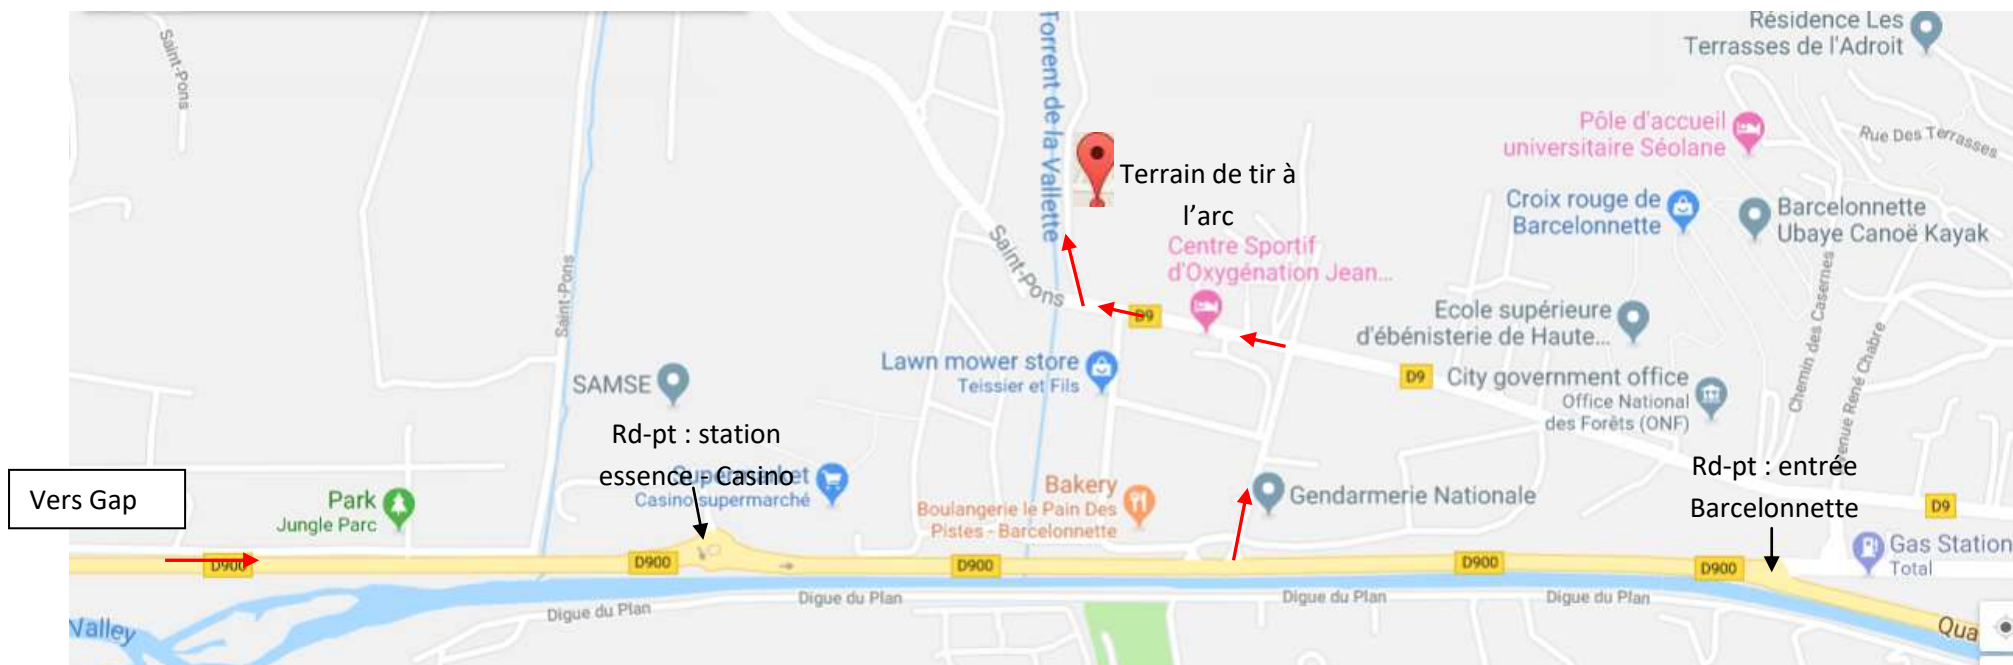 Résidence Les
Terrasses de l'Adroit
Saint-Pons
Torrent de la Vallette
Pôle d'accueil
universitaire Séolane
Rue Des Terrasses
Terrain de tir à
l'arc
Croix rouge de
Barcelonnette
Barcelonnette
Ubaye Canoë Kayak
Centre Sportif
d'Oxygénation Jean...
Saint-Pons
Saint-Pons
D9
Ecole supérieure
d'ébénisterie de Haute...
Chemin des Casernes
Avenue René Chabre
Lawn mower store
Teissier et Fils
SAMSE
D9
City government office
Office National
des Forêts (ONF)
Rd-pt : station
essence - Casino
Supermarket
Casino supermarché
Rd-pt : entrée
Barcelonnette
Vers Gap
Park
Jungle Parc
Bakery
Boulangerie le Pain Des
Pistes - Barcelonnette
Gendarmerie Nationale
D9
Gas Station
Total
D900
D900
D900
D900
D900
Digue du Plan
Digue du Plan
Digue du Plan
Digue du Plan
Valley
Qua